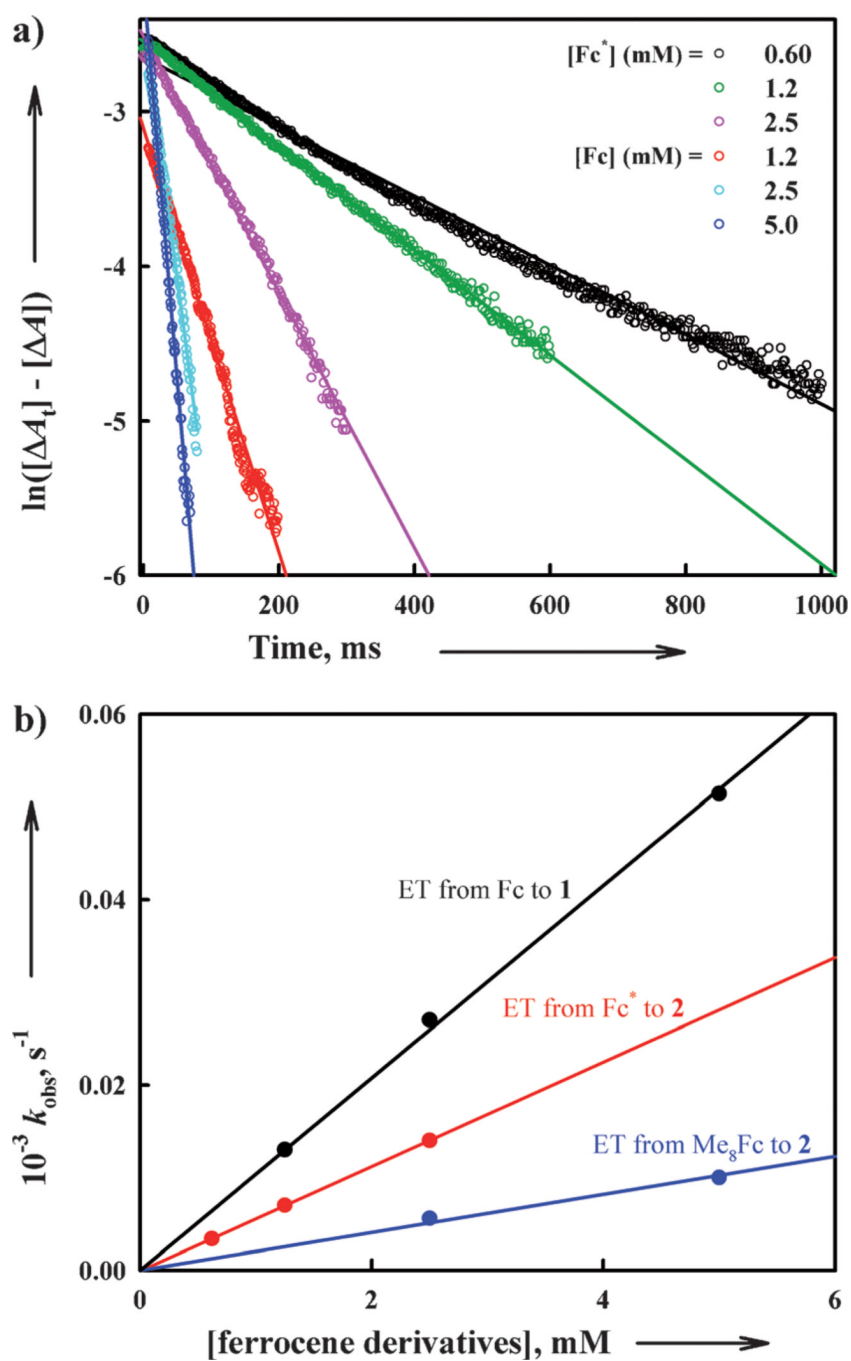 a)
[Fc*] (mM) = 0.60
1.2
2.5
[Fc] (mM) = 1.2
2.5
5.0
ln([ΔAt] - [ΔA])
-3
-4
-5
-6
0 200 400 600 800 1000
Time, ms
b)
10⁻³ kobs, s⁻¹
0.06
0.04
0.02
0.00
ET from Fc to 1
ET from Fc* to 2
ET from Me₈Fc to 2
0 2 4 6
[ferrocene derivatives], mM